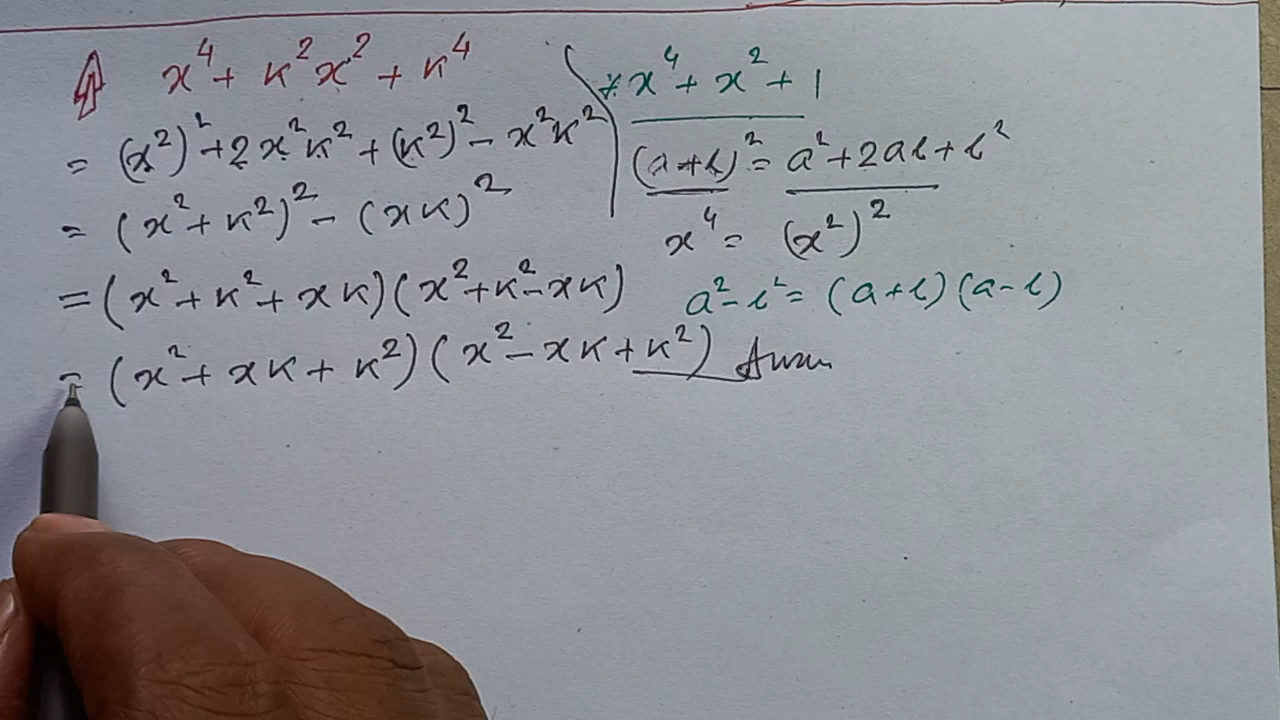 x⁴ + k²x² + k⁴
= (x²)² + 2x²k² + (k²)² - x²k²
= (x² + k²)² - (xk)²
= (x² + k² + xk)(x² + k² - xk)
= (x² + xk + k²)(x² - xk + k²)
* x⁴ + x² + 1
(a + b)² = a² + 2ab + b²
x⁴ = (x²)²
a² - b² = (a + b)(a - b)